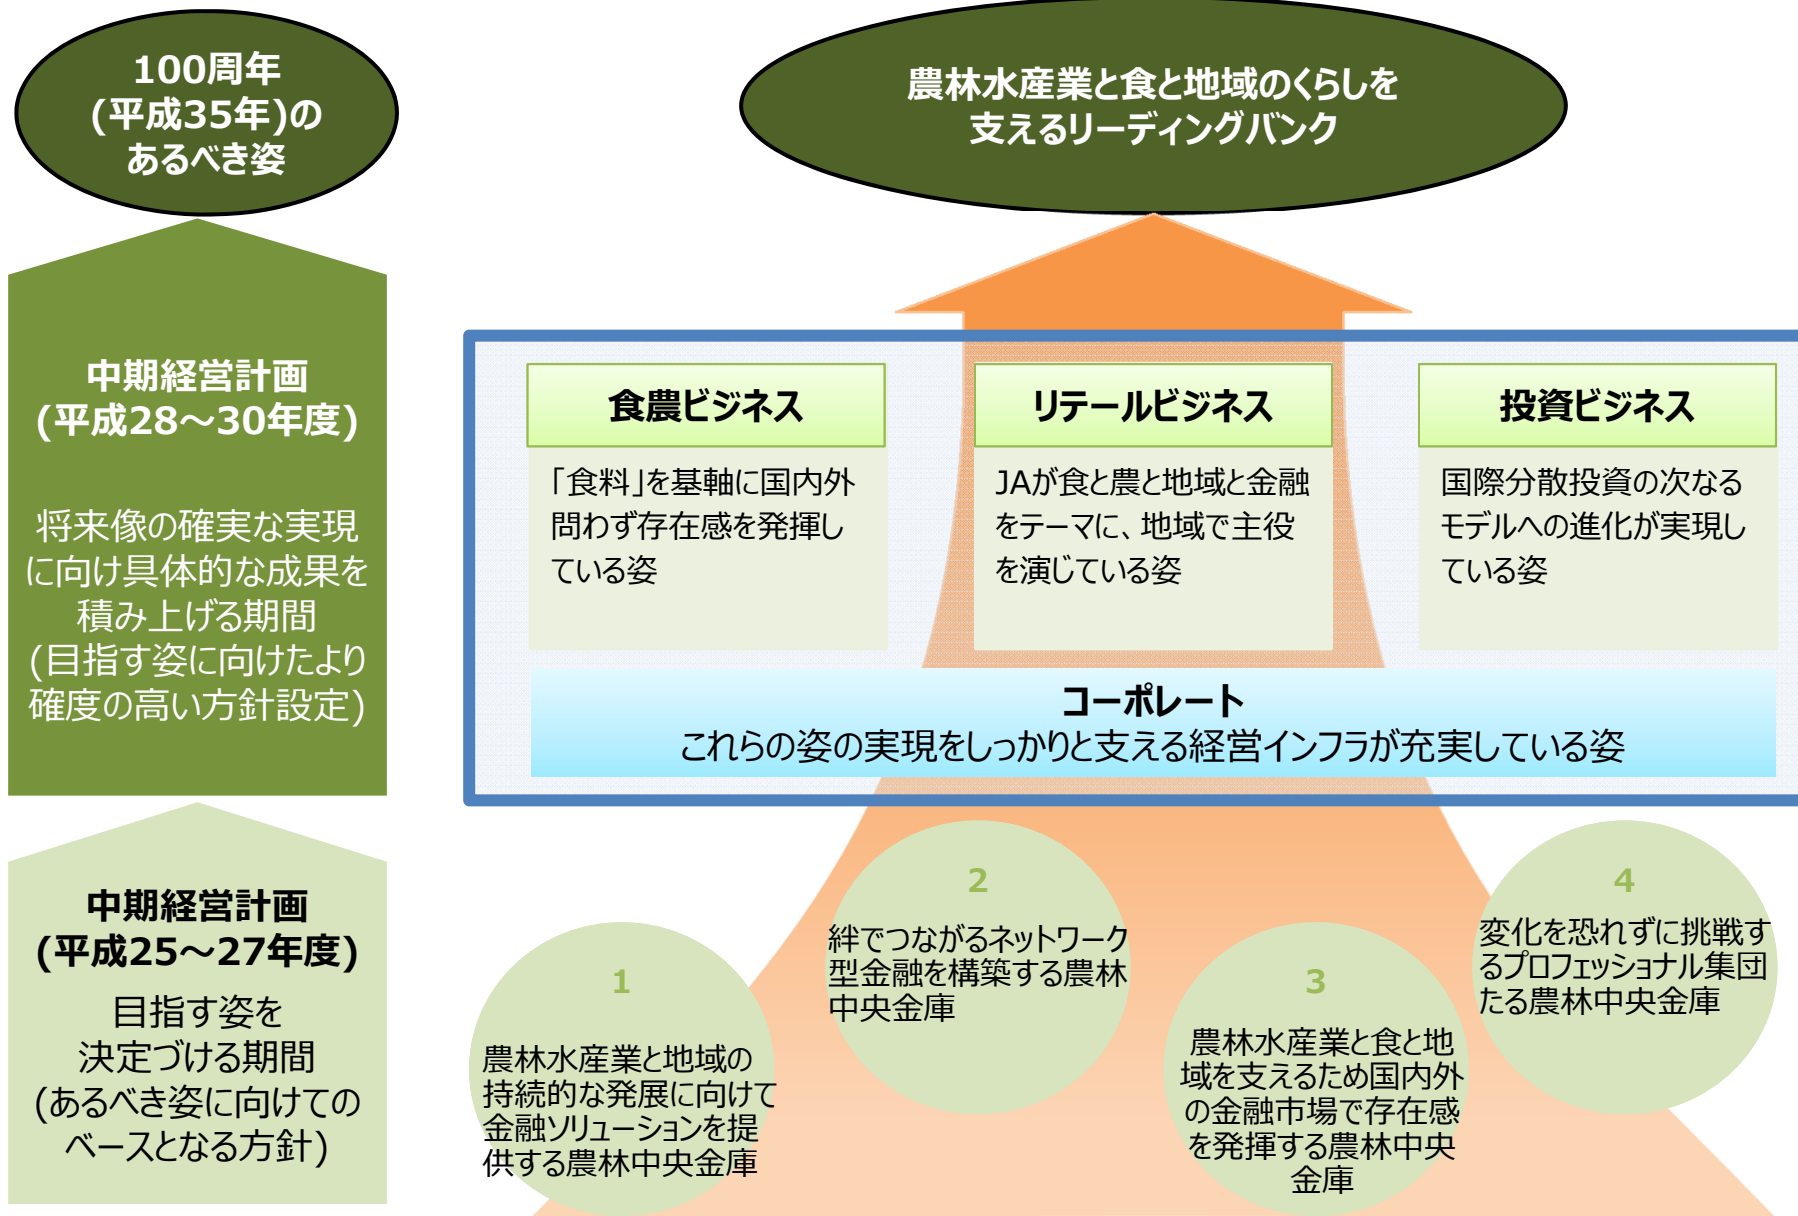 100周年
(平成35年)の
あるべき姿
農林水産業と食と地域のくらしを
支えるリーディングバンク
中期経営計画
(平成28～30年度)
将来像の確実な実現
に向け具体的な成果を
積み上げる期間
(目指す姿に向けたより
確度の高い方針設定)
食農ビジネス
「食料」を基軸に国内外
問わず存在感を発揮し
ている姿
リテールビジネス
JAが食と農と地域と金融
をテーマに、地域で主役
を演じている姿
投資ビジネス
国際分散投資の次なる
モデルへの進化が実現し
ている姿
コーポレート
これらの姿の実現をしっかりと支える経営インフラが充実している姿
中期経営計画
(平成25～27年度)
目指す姿を
決定づける期間
(あるべき姿に向けての
ベースとなる方針)
1
農林水産業と地域の
持続的な発展に向けて
金融ソリューションを提
供する農林中央金庫
2
絆でつながるネットワーク
型金融を構築する農林
中央金庫
3
農林水産業と食と地
域を支えるため国内外
の金融市場で存在感
を発揮する農林中央
金庫
4
変化を恐れずに挑戦す
るプロフェッショナル集団
たる農林中央金庫